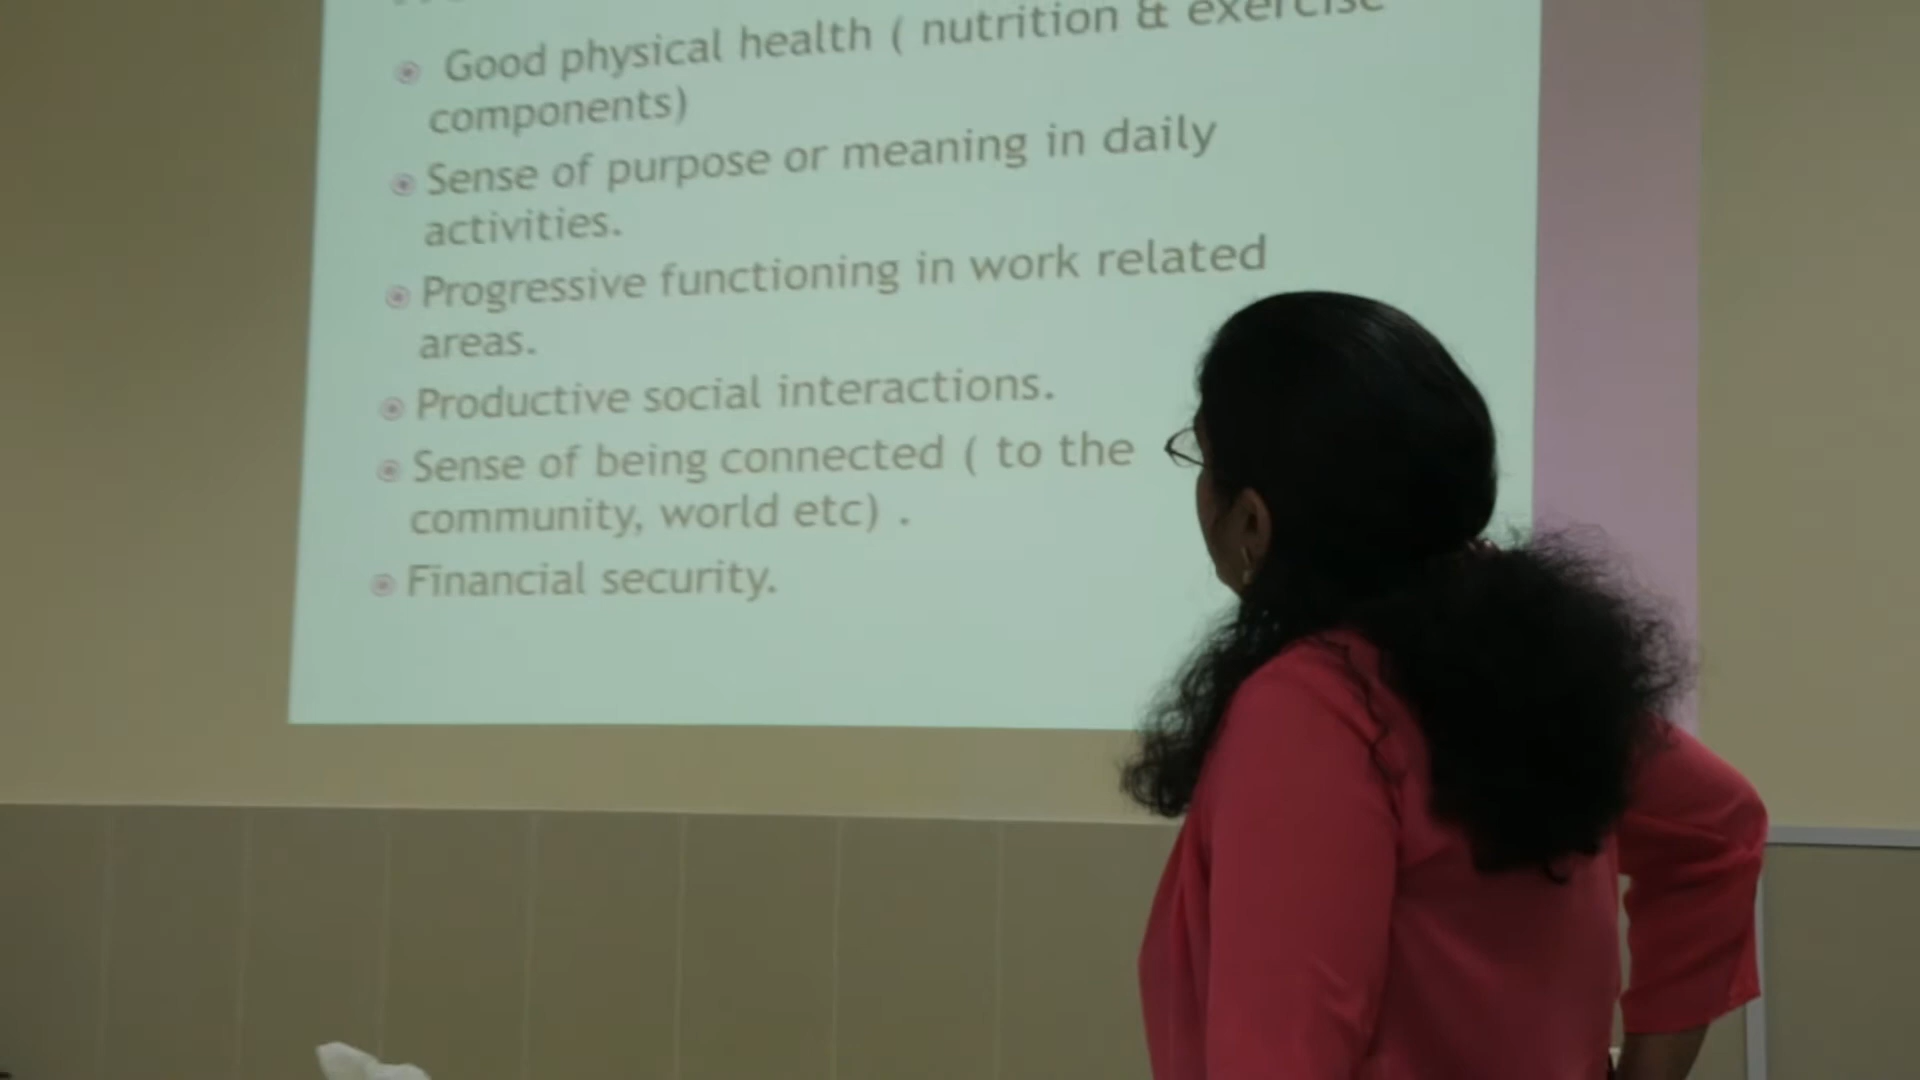 Good physical health ( nutrition & exercise
components)
Sense of purpose or meaning in daily
activities.
Progressive functioning in work related
areas.
Productive social interactions.
Sense of being connected ( to the
community, world etc) .
Financial security.